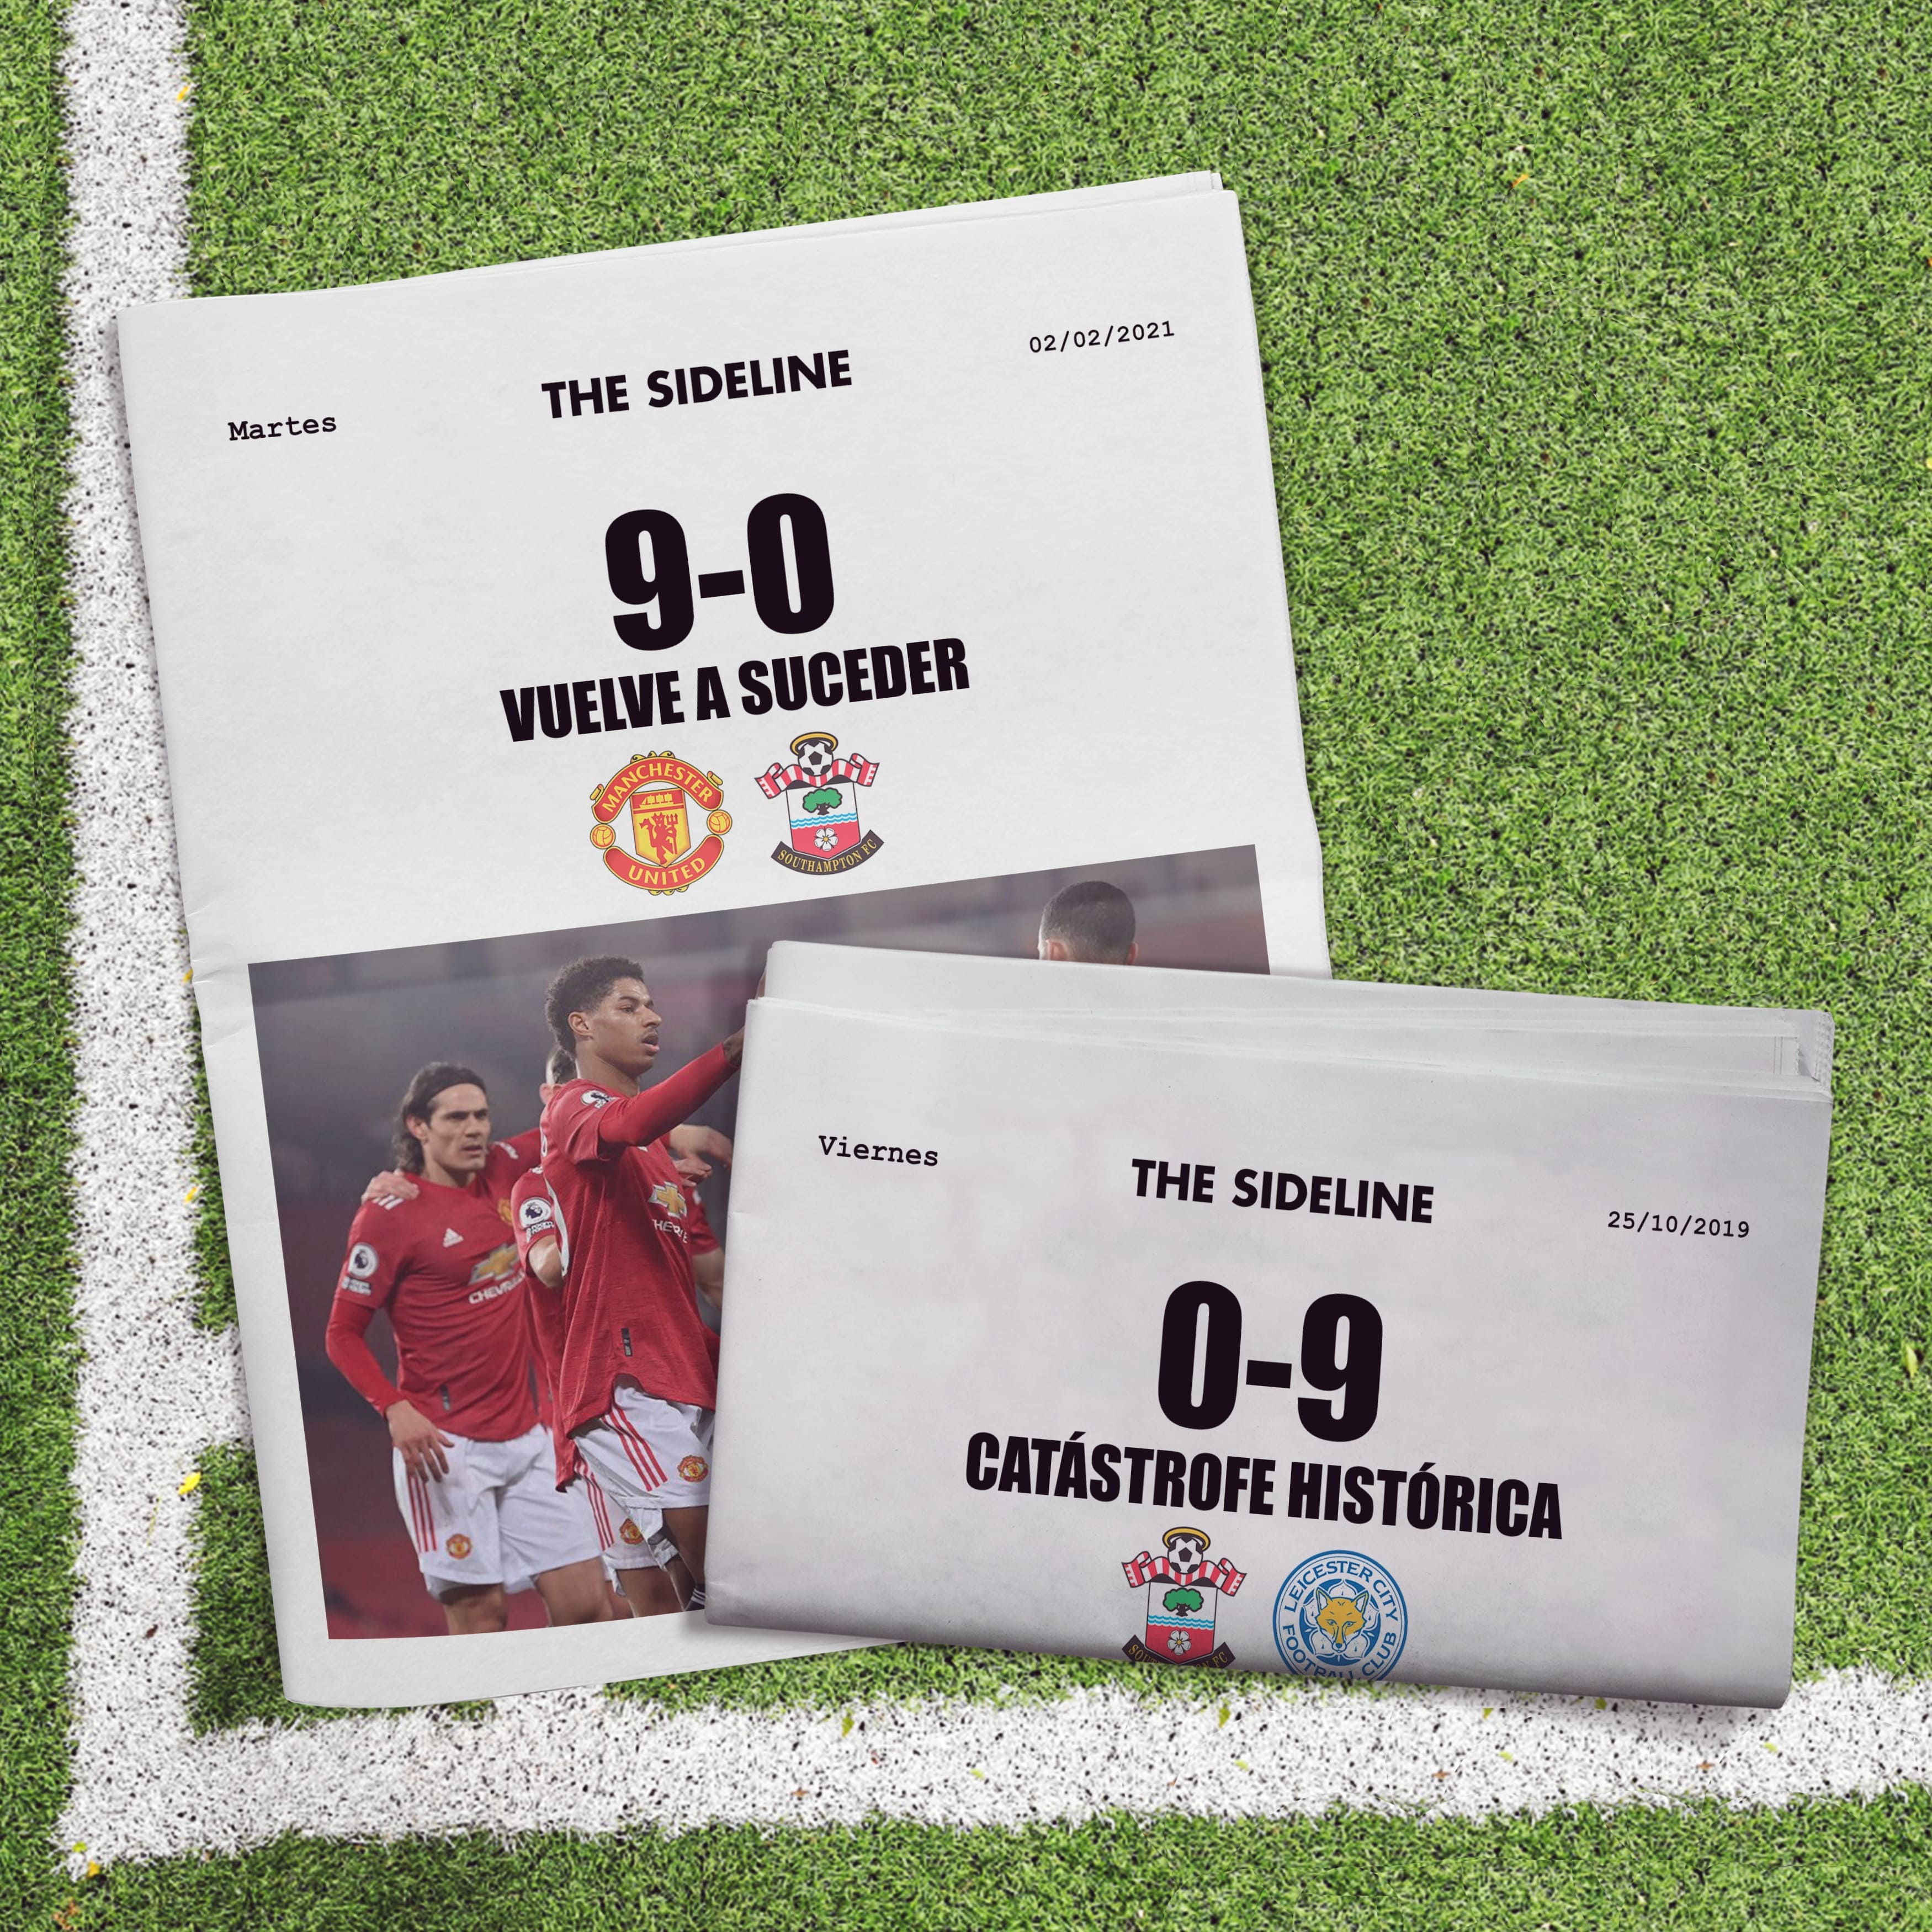 Martes
THE SIDELINE
02/02/2021
9-0
VUELVE A SUCEDER
MANCHESTER
UNITED
SOUTHAMPTON FC
Viernes
THE SIDELINE
25/10/2019
0-9
CATÁSTROFE HISTÓRICA
LEICESTER CITY
FOOTBALL CLUB